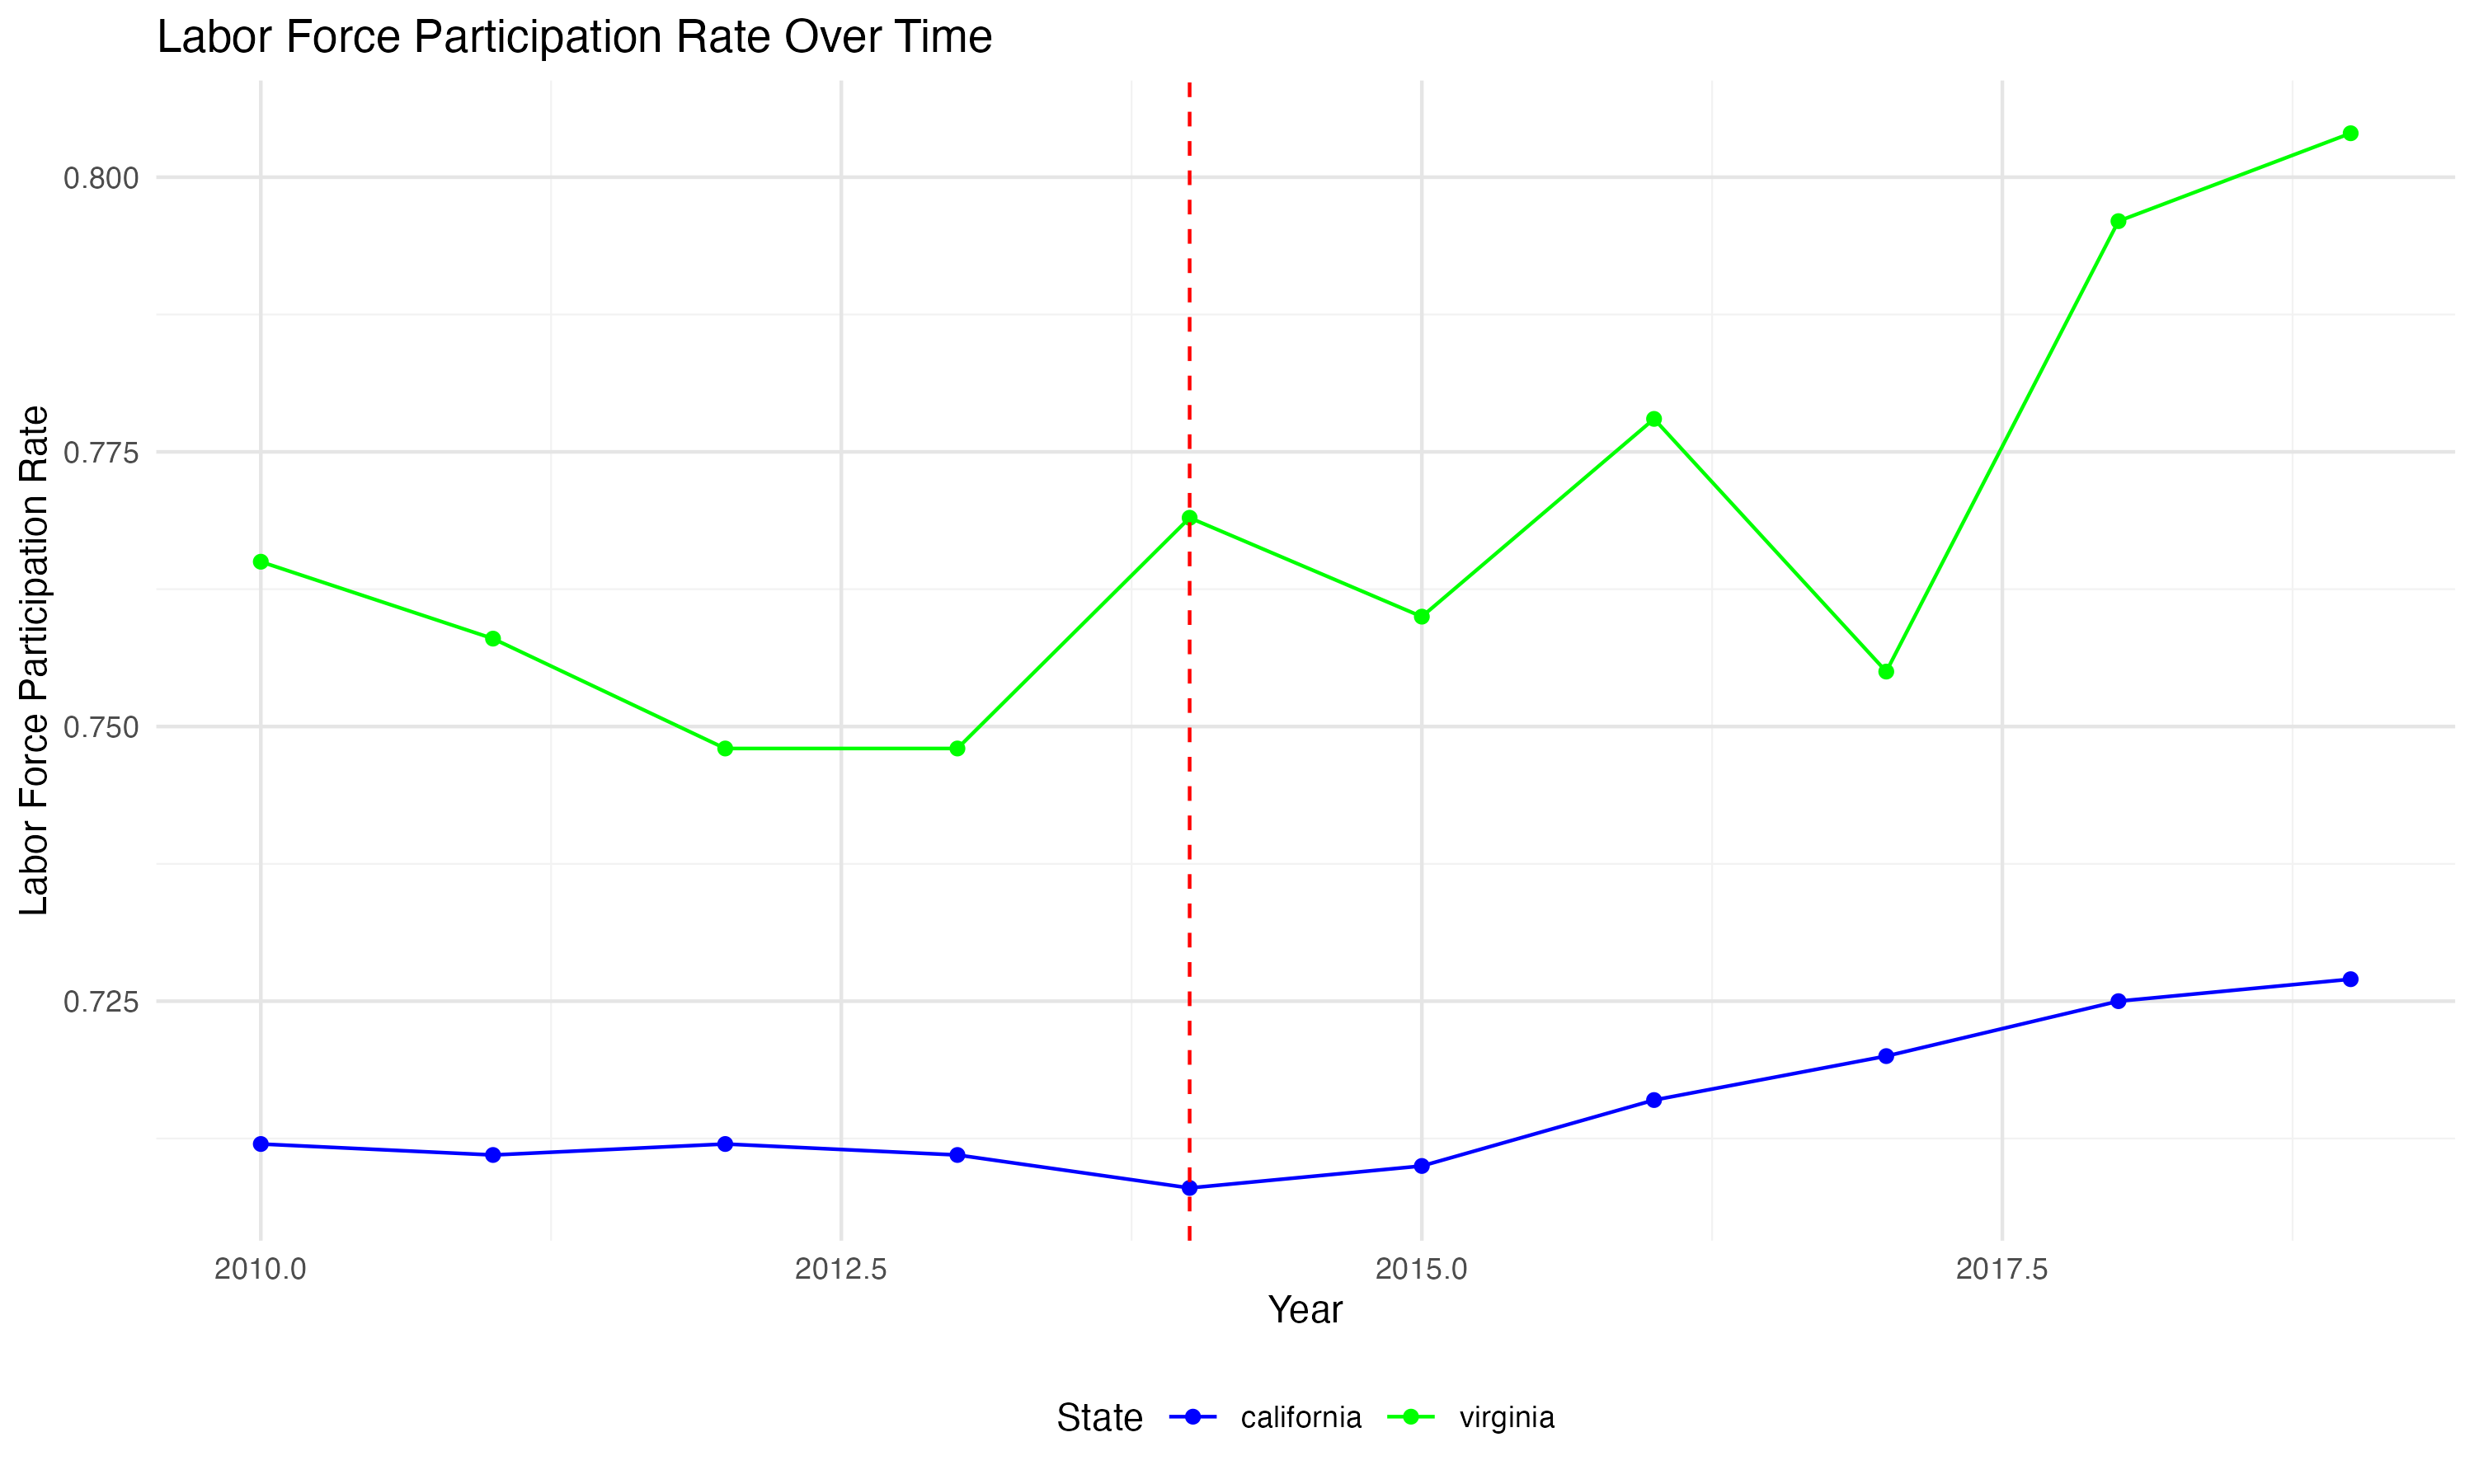 Labor Force Participation Rate Over Time
Labor Force Participation Rate
0.800
0.775
0.750
0.725
2010.0 2012.5 2015.0 2017.5
Year
State california virginia